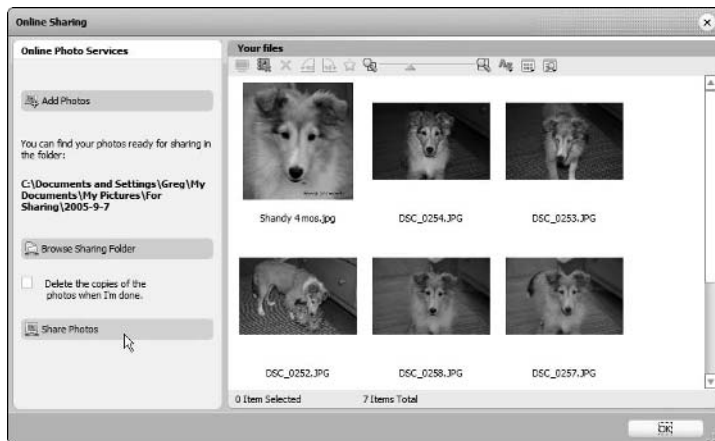 Online Sharing
Online Photo Services
Add Photos
You can find your photos ready for sharing in
the folder:
C:\Documents and Settings\Greg\My
Documents\My Pictures\For
Sharing\2005-9-7
Browse Sharing Folder
Delete the copies of the
photos when I'm done.
Share Photos
Your files
Shandy 4 mos.jpg
DSC_0254.JPG
DSC_0253.JPG
DSC_0252.JPG
DSC_0258.JPG
DSC_0257.JPG
0 Item Selected
7 Items Total
OK